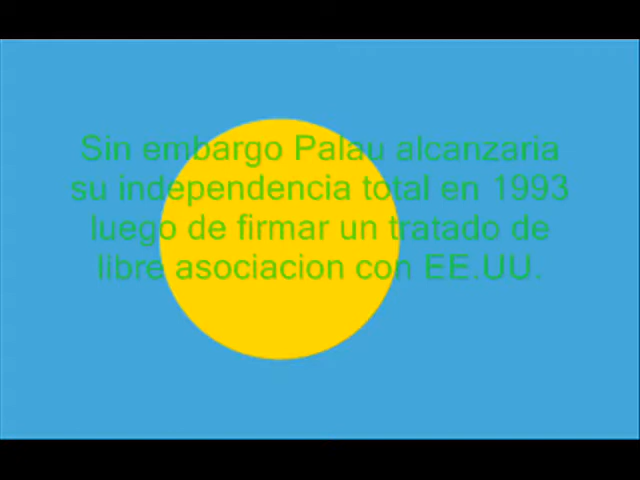 Sin embargo Palau alcanzaria
su independencia total en 1993
luego de firmar un tratado de
libre asociacion con EE.UU.